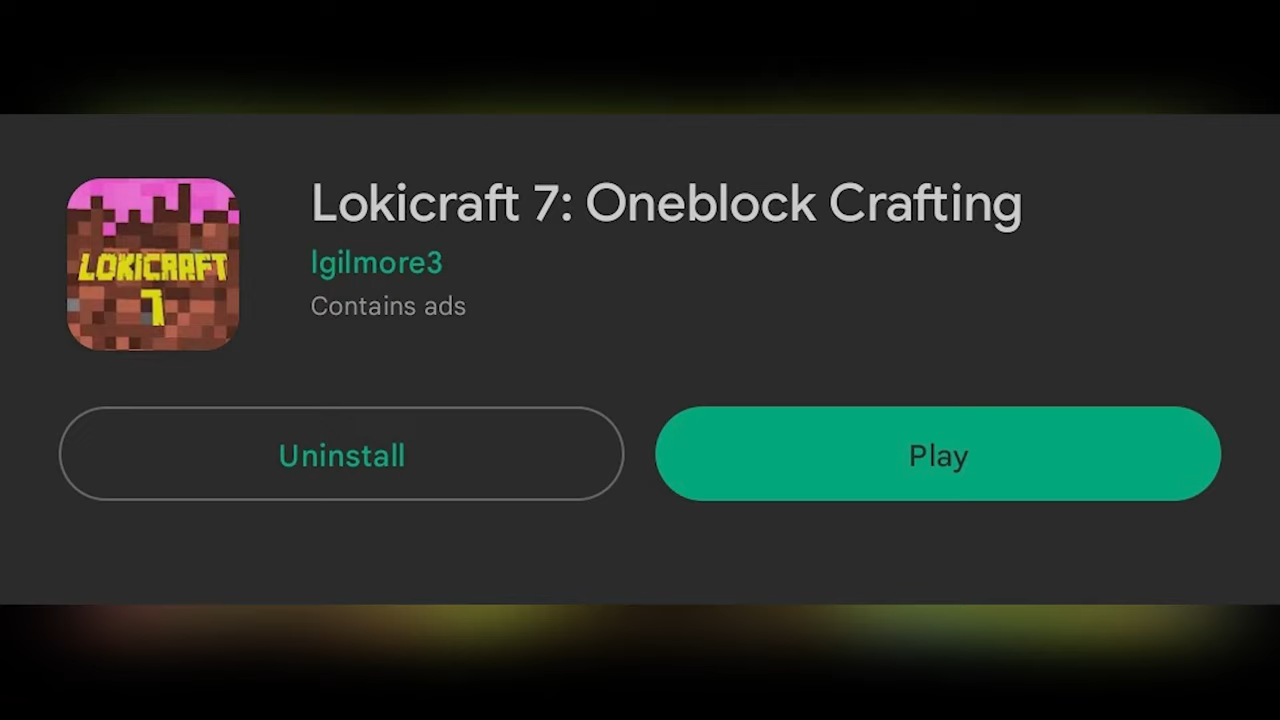 LOKICRAFT
7
Lokicraft 7: Oneblock Crafting
lgilmore3
Contains ads
Uninstall
Play